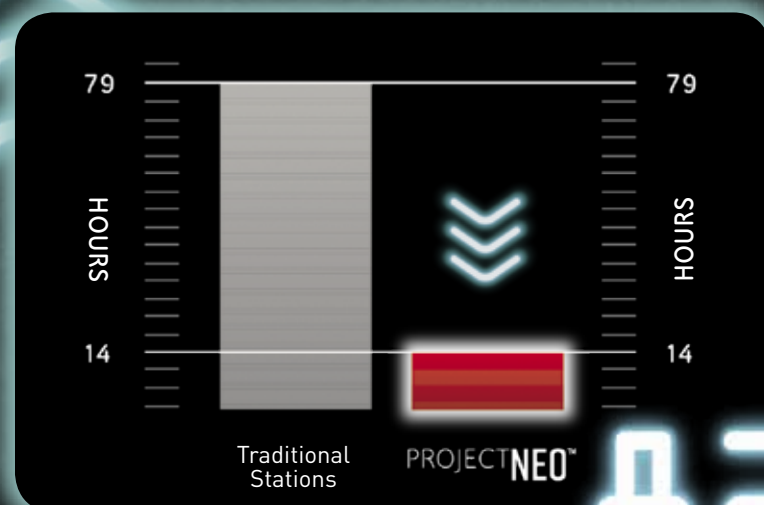 79
79
HOURS
HOURS
14
14
Traditional
Stations
PROJECTNEO™